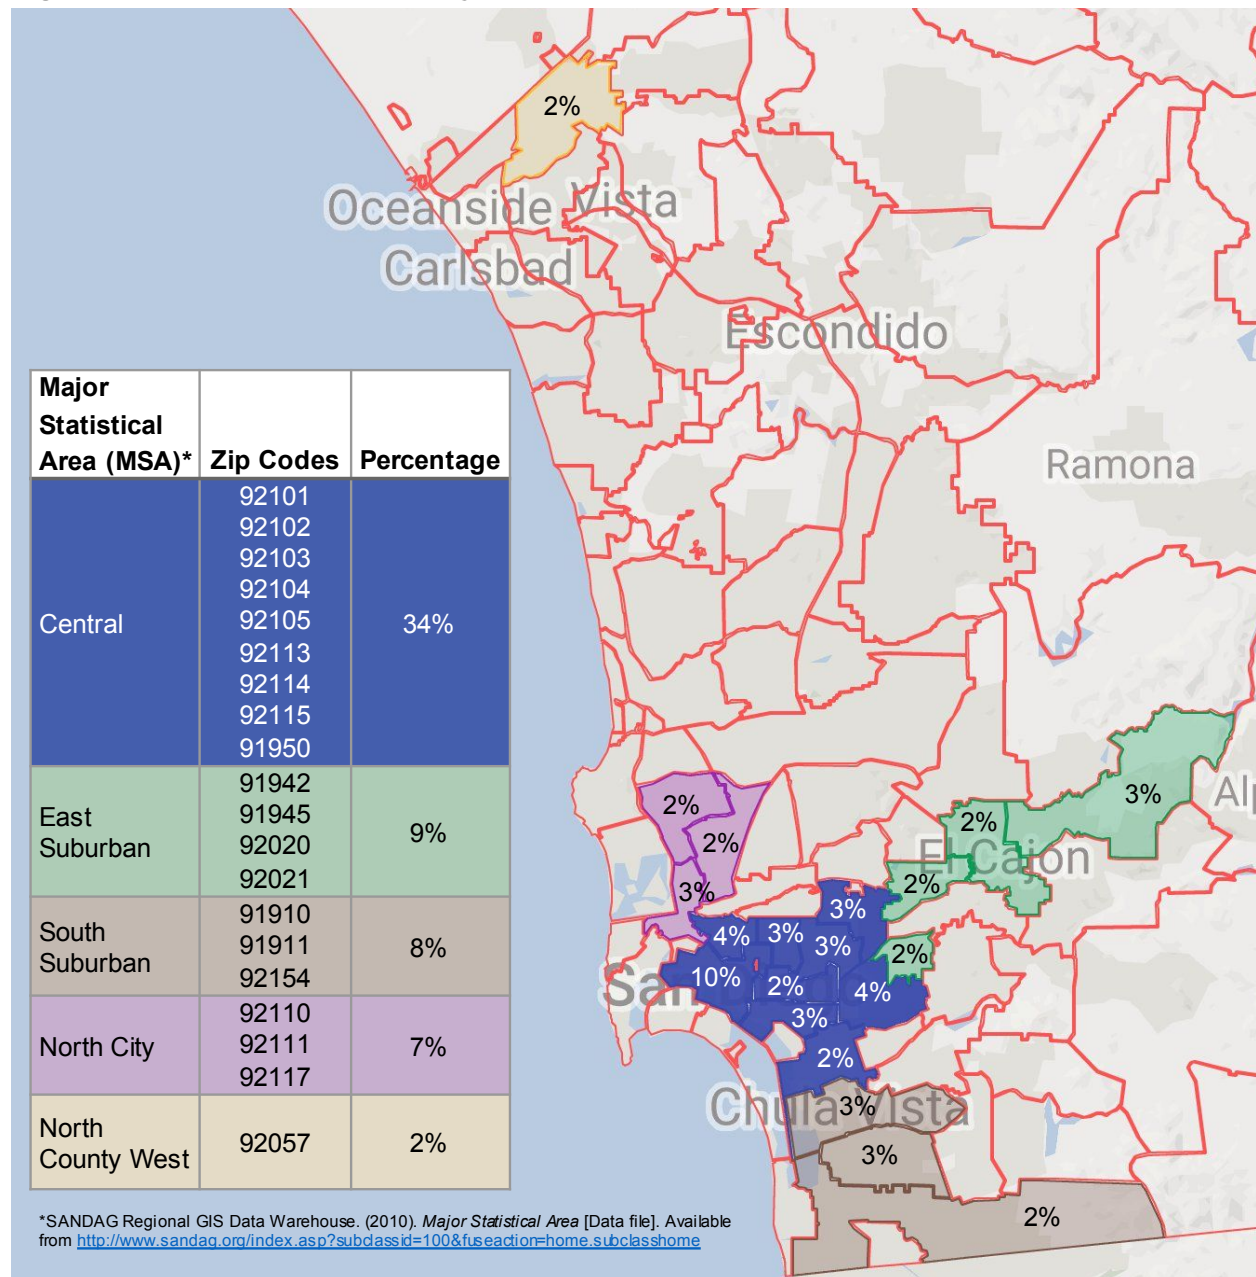 2%
Oceanside Vista
Carlsbad
Escondido
Ramona
Major
Statistical
Area (MSA)* Zip Codes Percentage
Central
92101
92102
92103
92104
92105
92113
92114
92115
91950
34%
East
Suburban
91942
91945
92020
92021
9%
South
Suburban
91910
91911
92154
8%
North City
92110
92111
92117
7%
North
County West
92057
2%
2%
2%
3%
3%
2%
El Cajon
2%
2%
3%
4%
3%
3%
10%
2%
4%
3%
2%
San
Chula Vista
3%
3%
2%
*SANDAG Regional GIS Data Warehouse. (2010). Major Statistical Area [Data file]. Available
from http://www.sandag.org/index.asp?subclassid=100&fuseaction=home.subclasshome